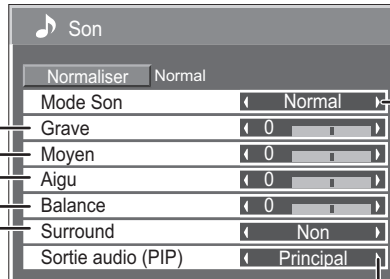 Son
Normaliser Normal
Mode Son Normal
Grave 0
Moyen 0
Aigu 0
Balance 0
Surround Non
Sortie audio (PIP) Principal